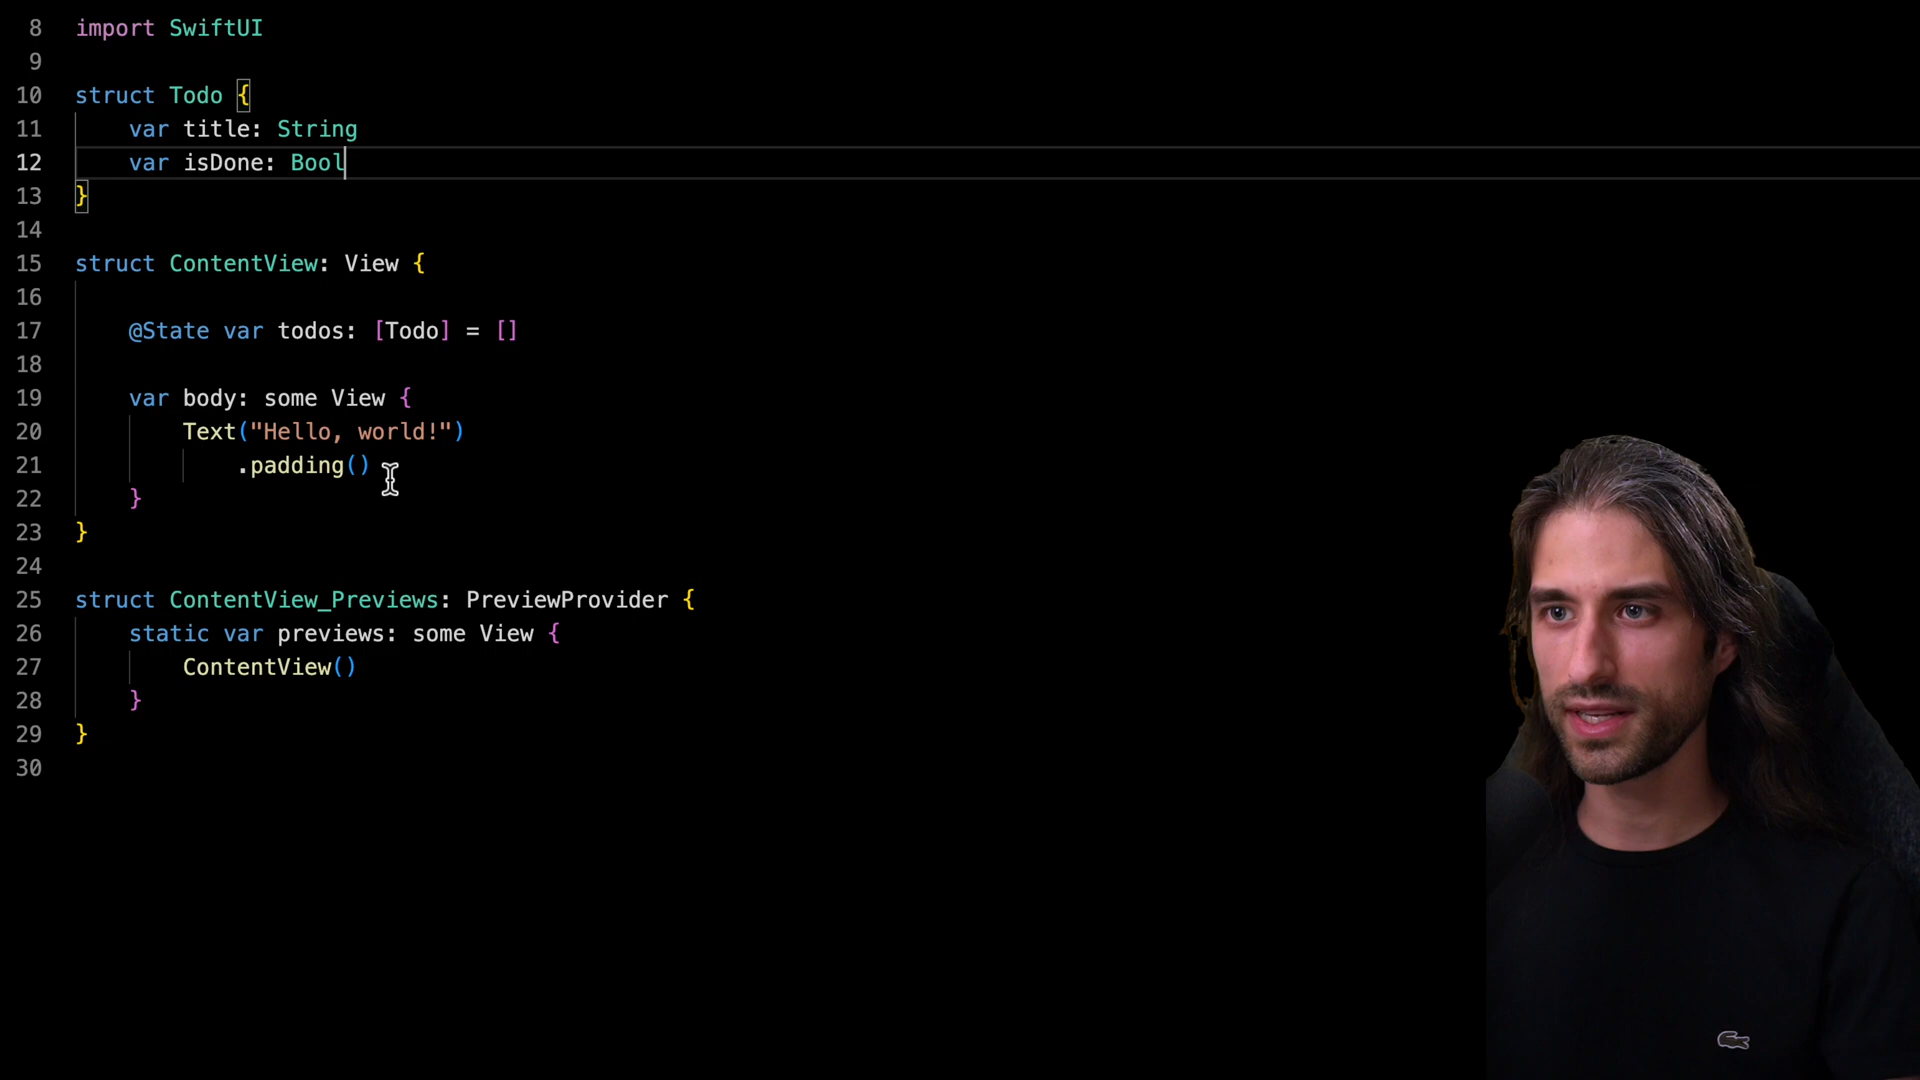 8 import SwiftUI
9
10 struct Todo {
11     var title: String
12     var isDone: Bool
13 }
14
15 struct ContentView: View {
16
17     @State var todos: [Todo] = []
18
19     var body: some View {
20         Text("Hello, world!")
21             .padding()
22     }
23 }
24
25 struct ContentView_Previews: PreviewProvider {
26     static var previews: some View {
27         ContentView()
28     }
29 }
30